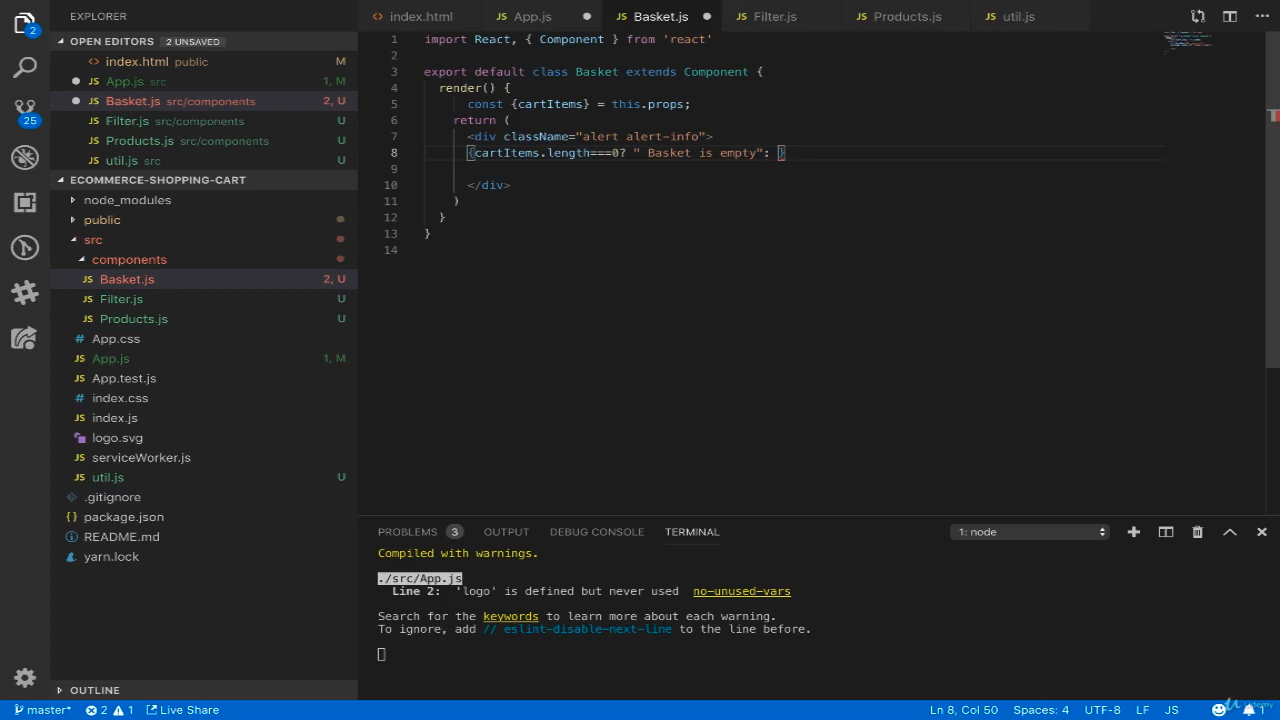 EXPLORER
OPEN EDITORS 2 UNSAVED
index.html public M
App.js src 1, M
Basket.js src/components 2, U
Filter.js src/components U
Products.js src/components U
util.js src U
ECOMMERCE-SHOPPING-CART
node_modules
public
src
components
Basket.js 2, U
Filter.js U
Products.js U
App.css
App.js 1, M
App.test.js
index.css
index.js
logo.svg
serviceWorker.js
util.js U
.gitignore
package.json
README.md
yarn.lock
OUTLINE
2
25
index.html App.js Basket.js Filter.js Products.js util.js
1 import React, { Component } from 'react'
2
3 export default class Basket extends Component {
4 render() {
5 const {cartItems} = this.props;
6 return (
7 <div className="alert alert-info">
8 {cartItems.length===0? " Basket is empty": }
9
10 </div>
11 )
12 }
13 }
14
PROBLEMS 3 OUTPUT DEBUG CONSOLE TERMINAL 1: node
Compiled with warnings.
./src/App.js
Line 2: 'logo' is defined but never used no-unused-vars
Search for the keywords to learn more about each warning.
To ignore, add // eslint-disable-next-line to the line before.
master* 2 1 Live Share Ln 8, Col 50 Spaces: 4 UTF-8 LF JS 1
Udemy